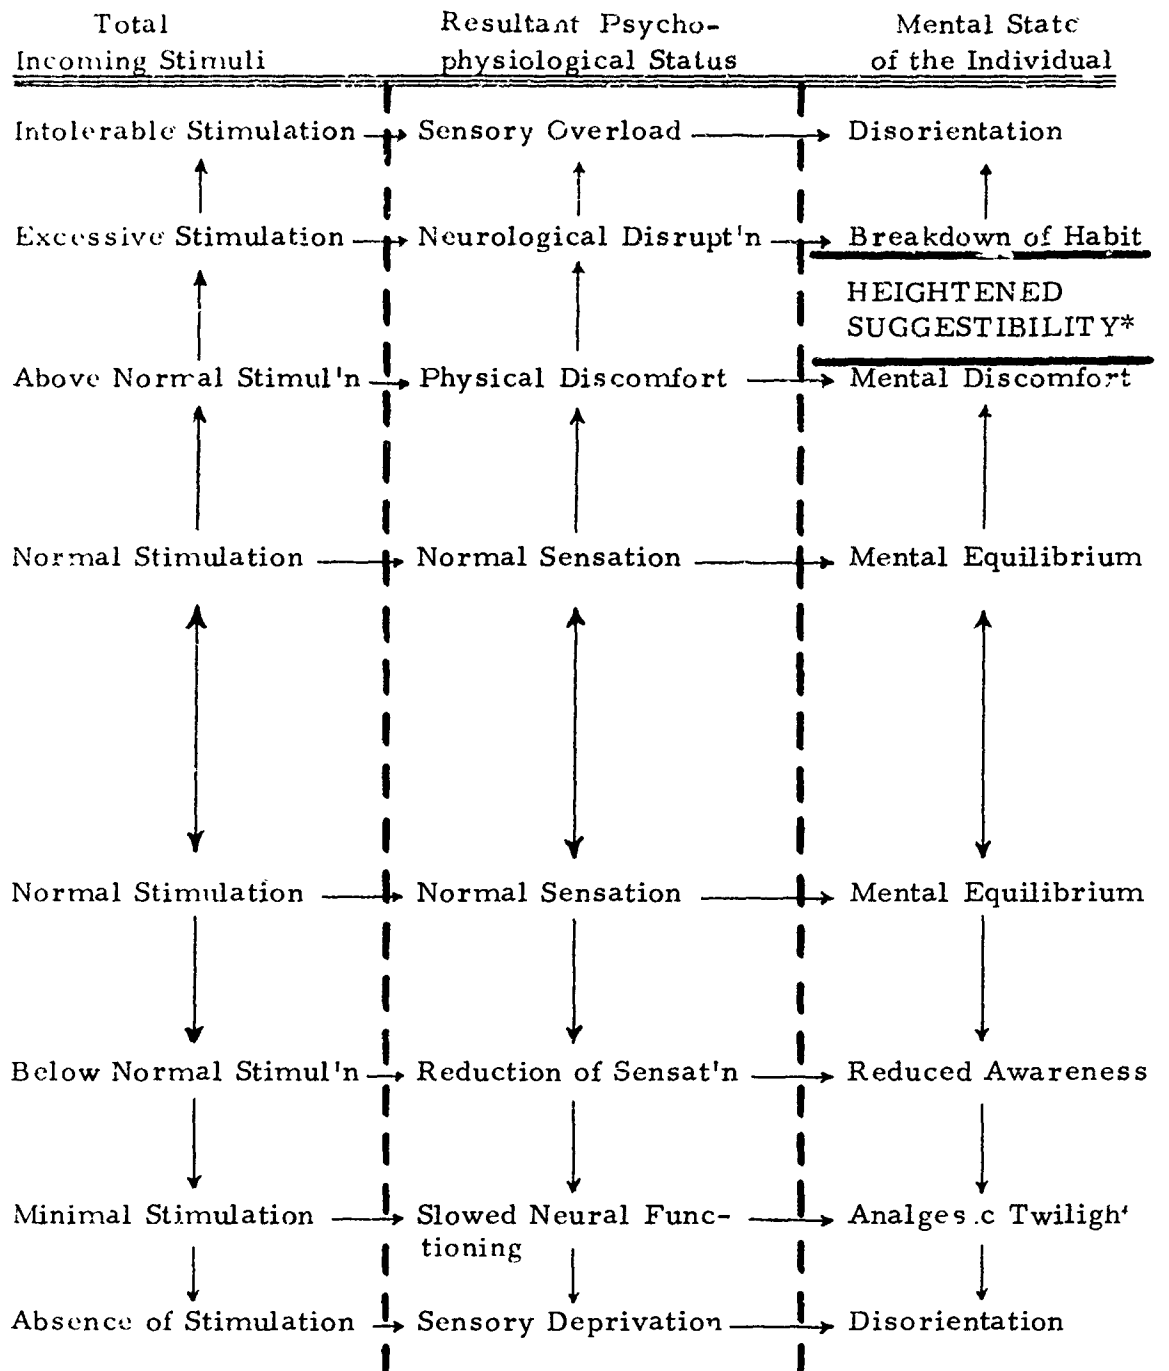 Total Resultant Psycho- Mental State
Incoming Stimuli physiological Status of the Individual
Intolerable Stimulation Sensory Overload Disorientation
Excessive Stimulation Neurological Disrupt'n Breakdown of Habit
HEIGHTENED
SUGGESTIBILITY*
Above Normal Stimul'n Physical Discomfort Mental Discomfort
Normal Stimulation Normal Sensation Mental Equilibrium
Normal Stimulation Normal Sensation Mental Equilibrium
Below Normal Stimul'n Reduction of Sensat'n Reduced Awareness
Minimal Stimulation Slowed Neural Func- Analgesic Twilight
tioning
Absence of Stimulation Sensory Deprivation Disorientation